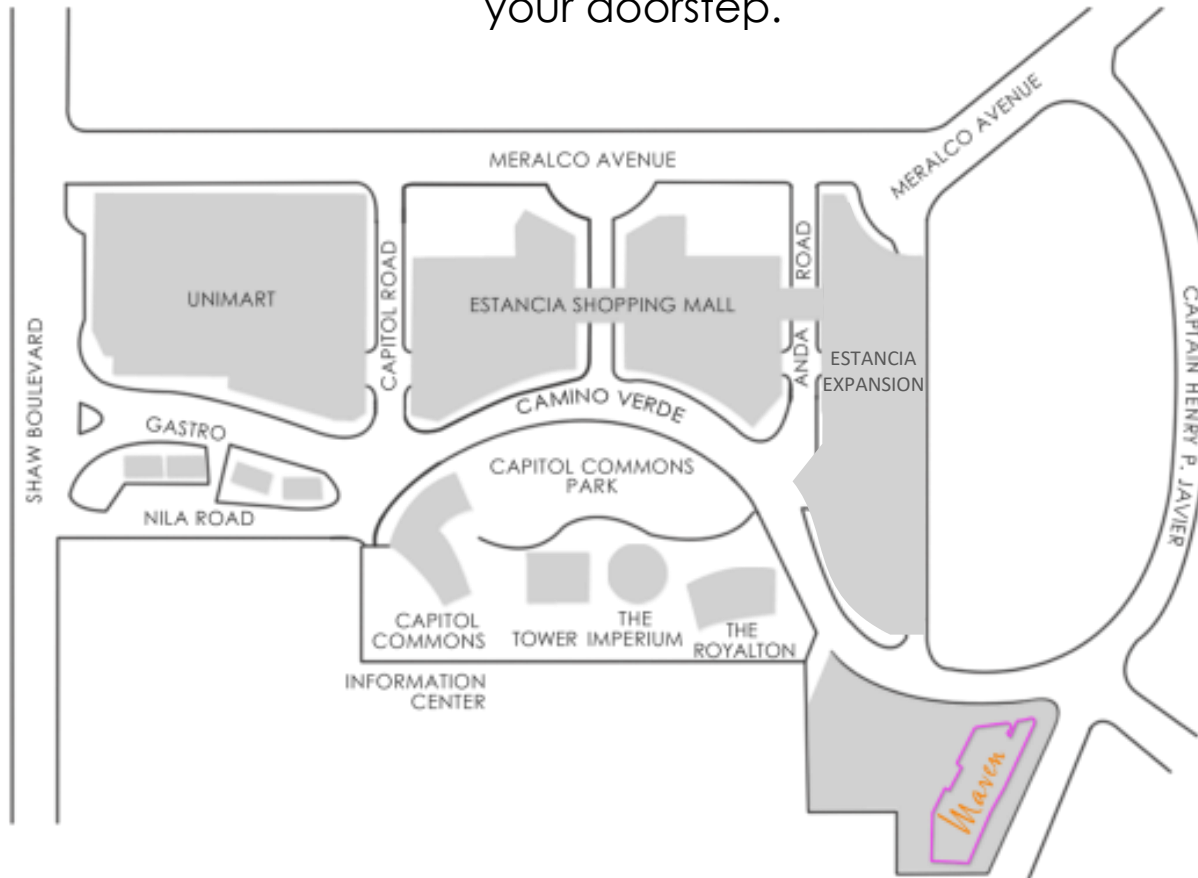 your doorstep.
MERALCO AVENUE
MERALCO AVENUE
UNIMART
CAPITOL ROAD
ESTANCIA SHOPPING MALL
ANDA ROAD
ESTANCIA
EXPANSION
CAPTAIN HENRY P. JAVIER
SHAW BOULEVARD
GASTRO
CAMINO VERDE
CAPITOL COMMONS
PARK
NILA ROAD
CAPITOL
COMMONS
TOWER
THE
IMPERIUM
THE
ROYALTON
INFORMATION
CENTER
Maven